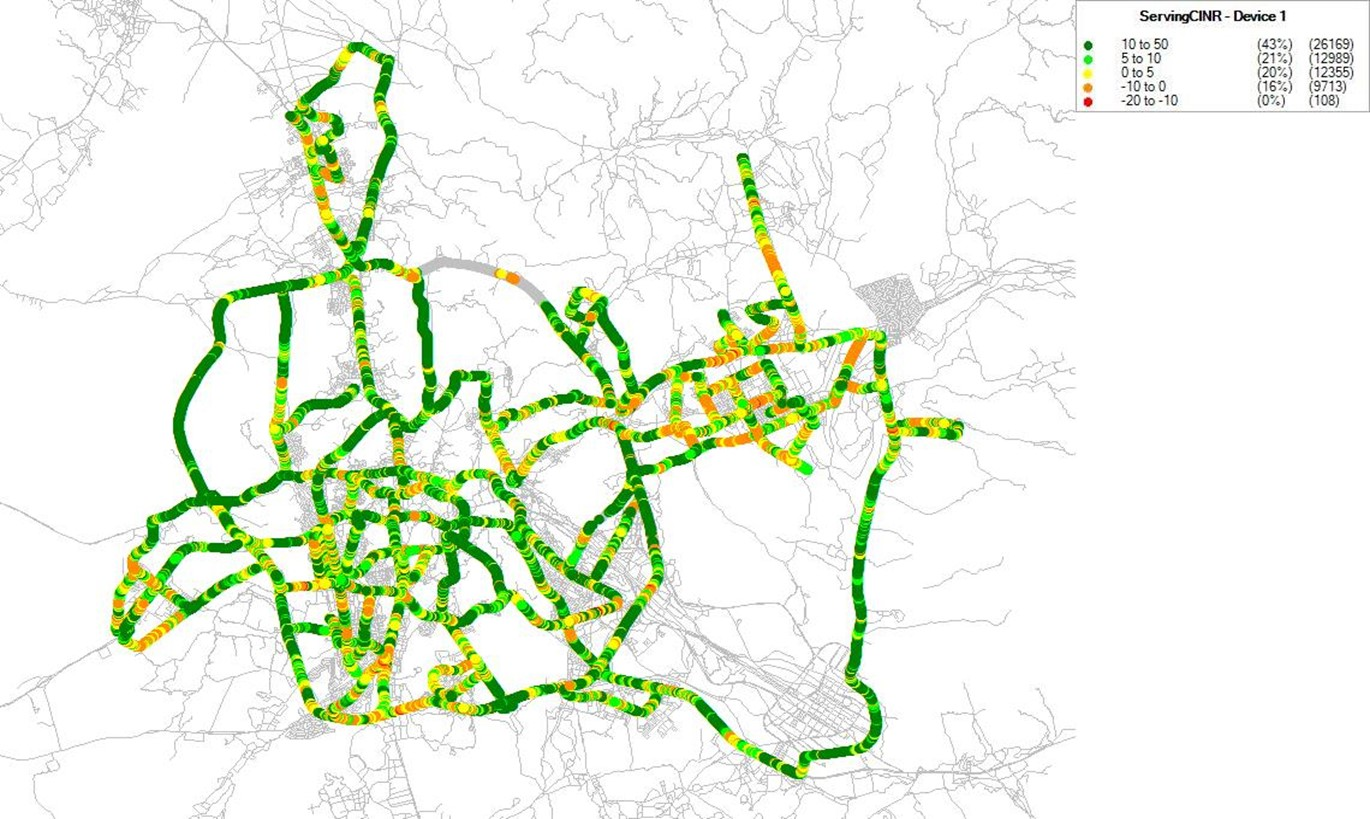 ServingCINR - Device 1
10 to 50 (43%) (26169)
5 to 10 (21%) (12989)
0 to 5 (20%) (12355)
-10 to 0 (16%) (9713)
-20 to -10 (0%) (108)